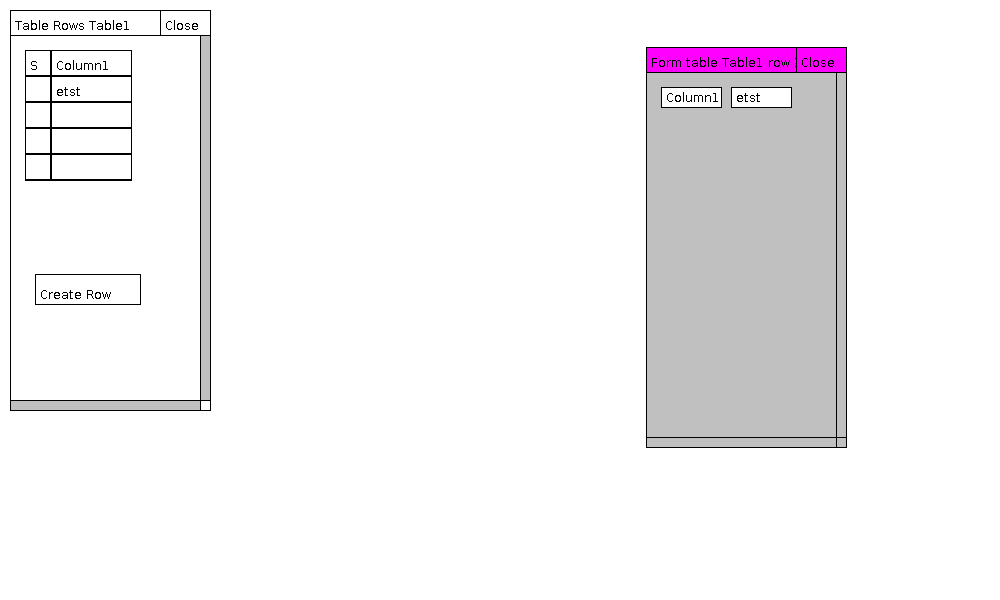 Table Rows Table1 Close
S Column1
etst
Create Row
Form table Table1 row Close
Column1 etst